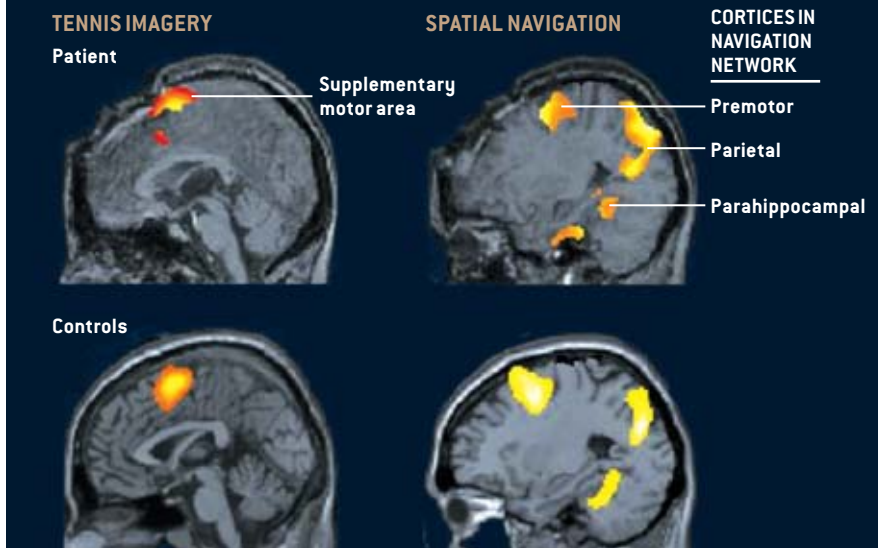 TENNIS IMAGERY
SPATIAL NAVIGATION
CORTICES IN
NAVIGATION
NETWORK
Patient
Supplementary
motor area
Premotor
Parietal
Parahippocampal
Controls